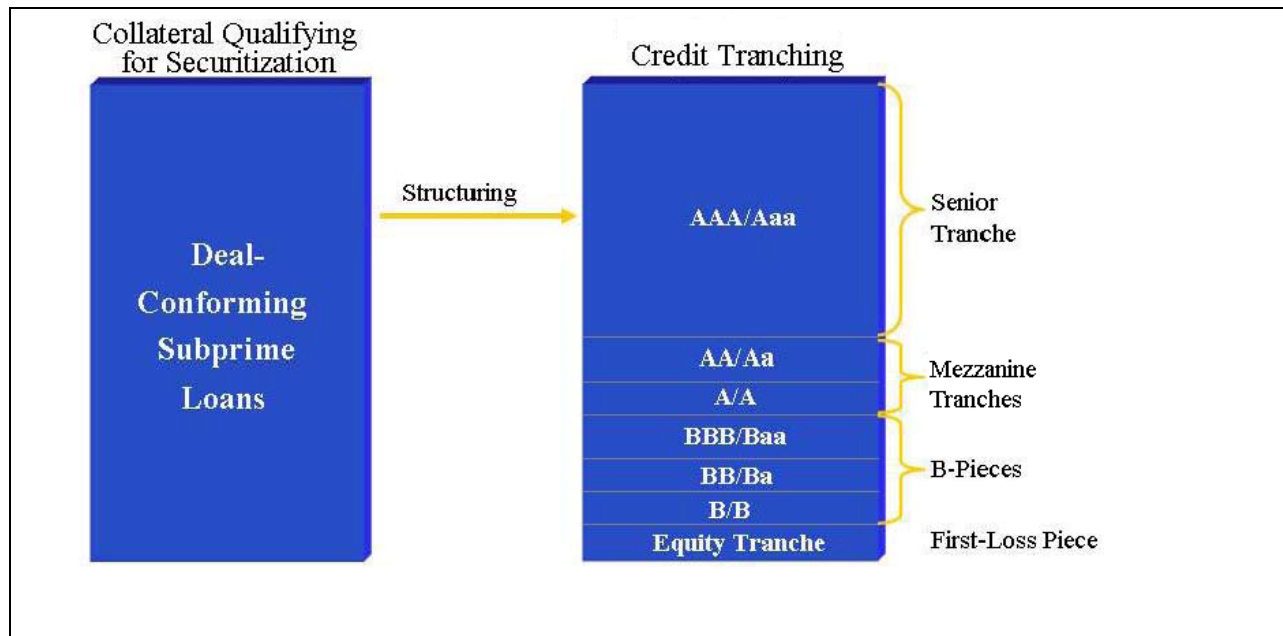 Collateral Qualifying
for Securitization
Deal-
Conforming
Subprime
Loans
Structuring
Credit Tranching
AAA/Aaa
AA/Aa
A/A
BBB/Baa
BB/Ba
B/B
Equity Tranche
Senior
Tranche
Mezzanine
Tranches
B-Pieces
First-Loss Piece